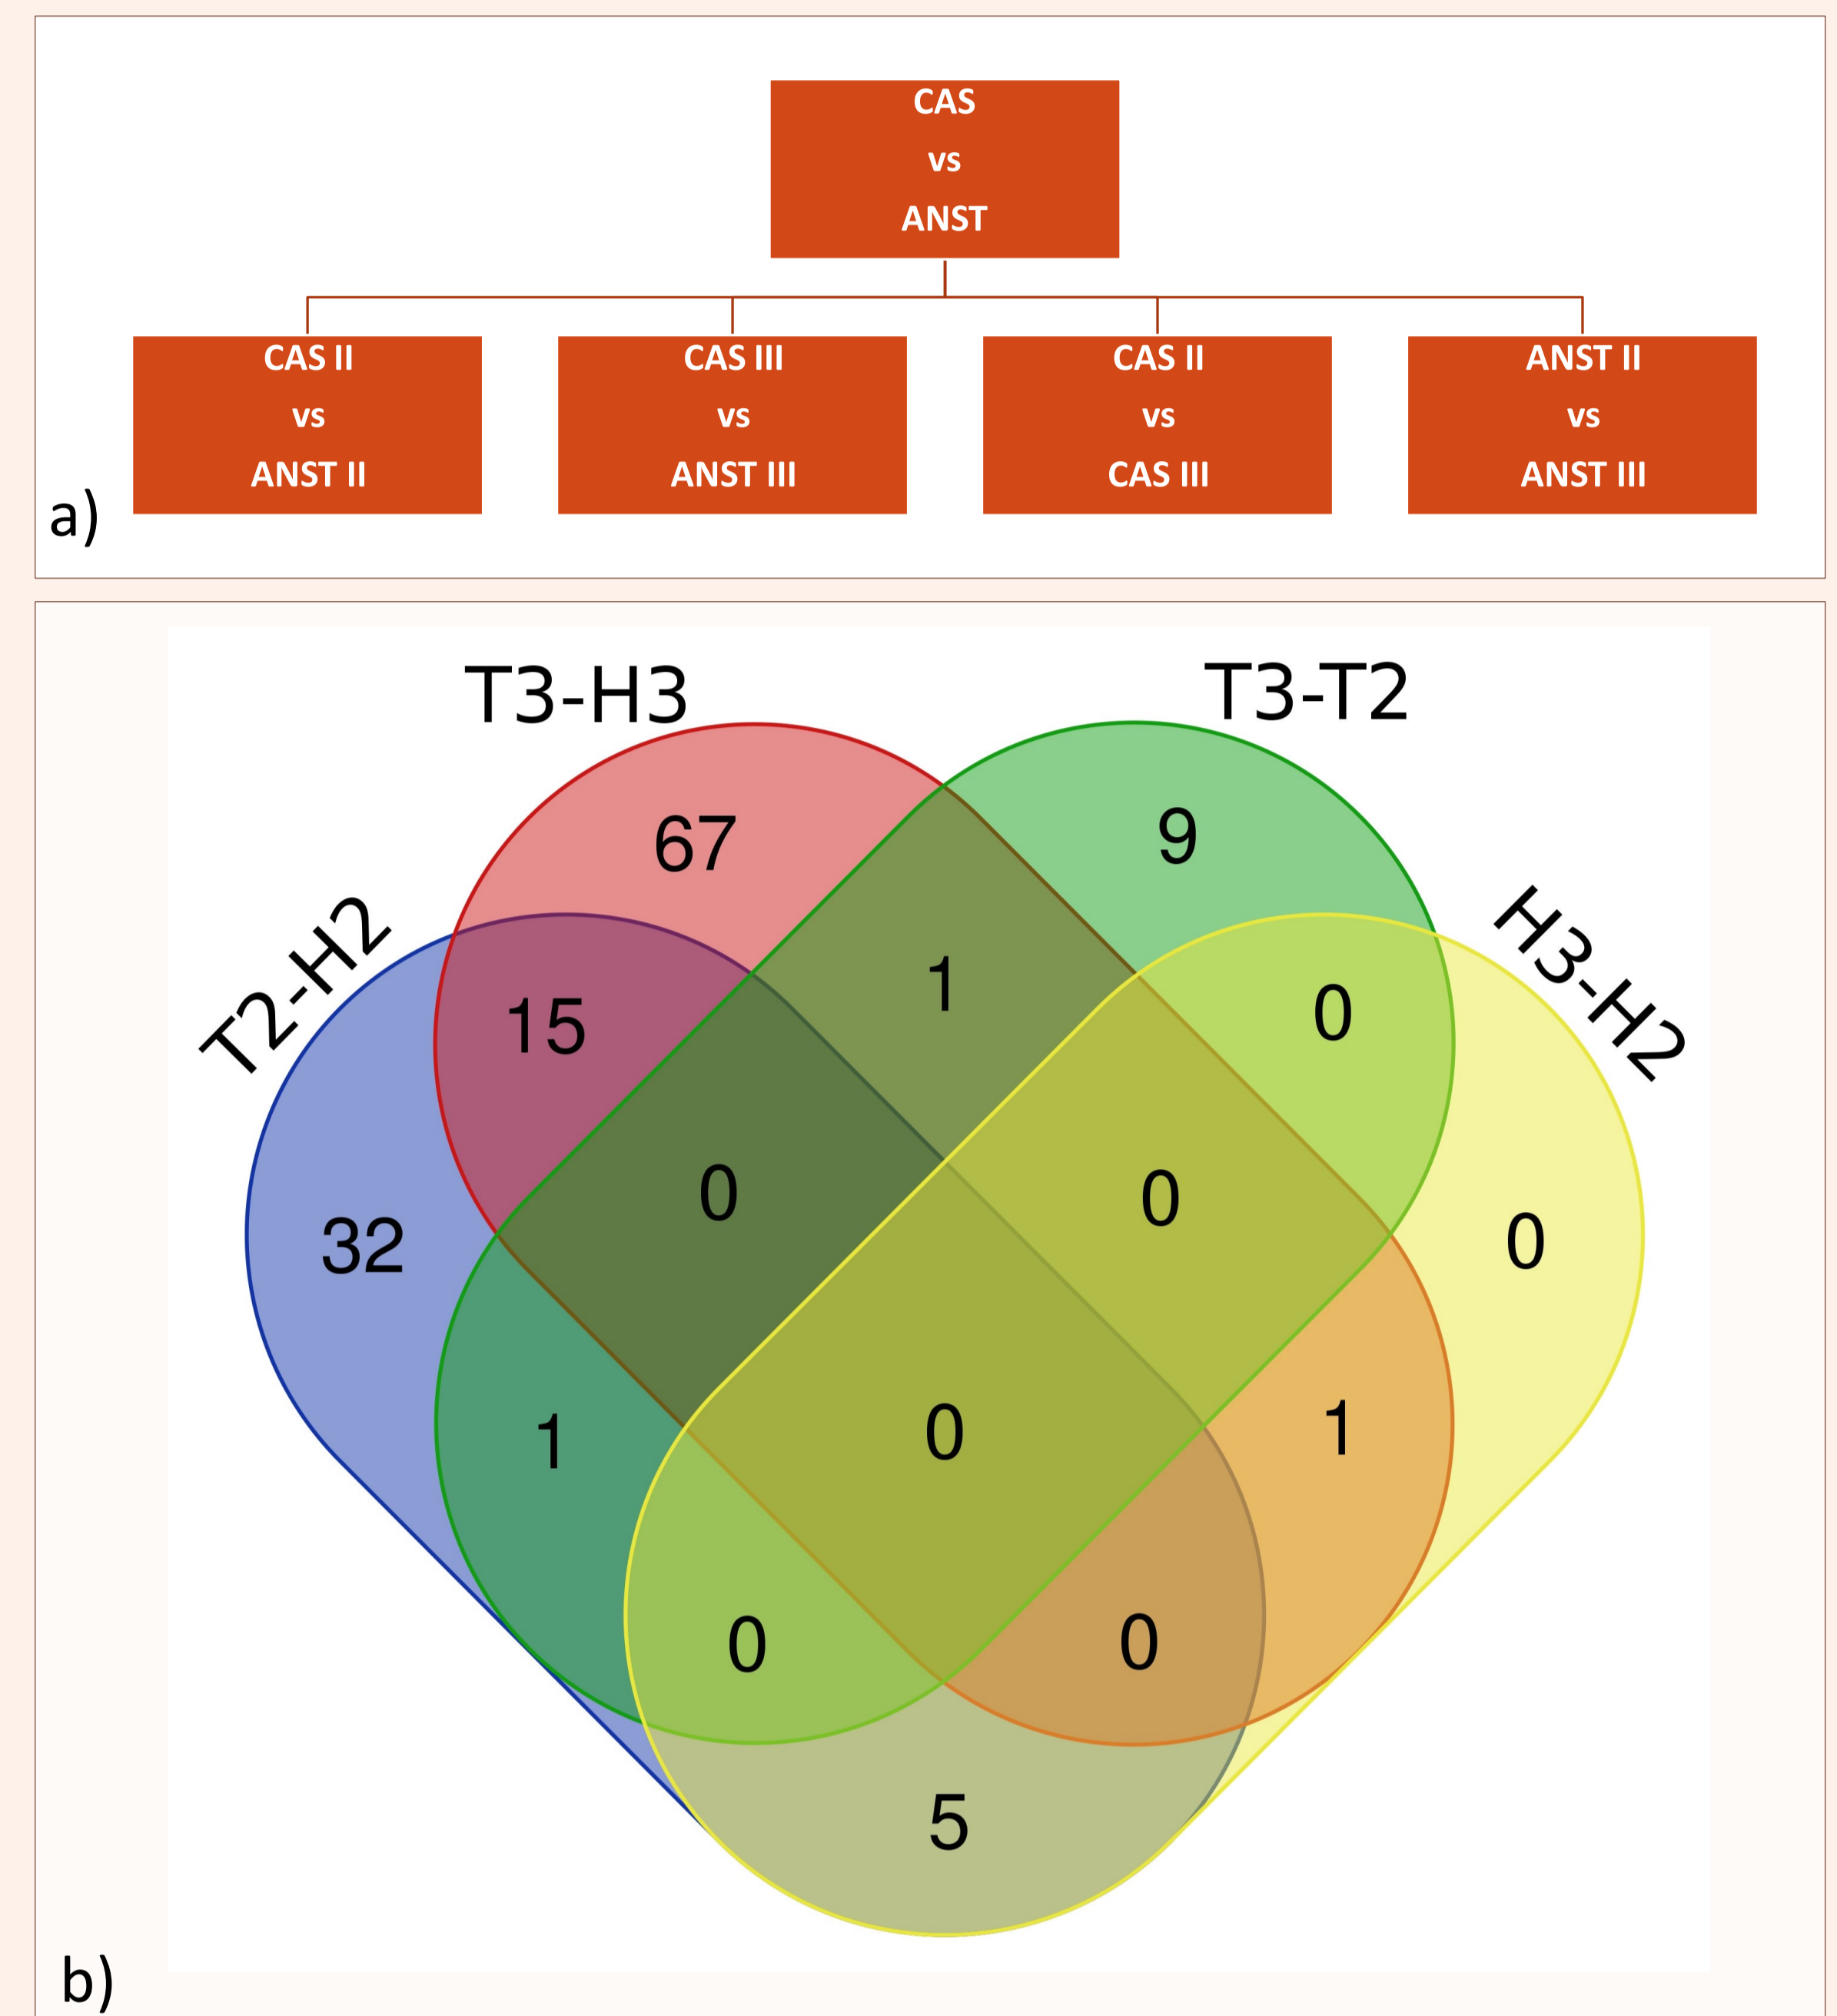 CAS
vs
ANST
CAS II
vs
ANST II
CAS III
vs
ANST III
CAS II
vs
CASIII
ANST II
vs
ANST III
a)
T3-H3
T3-T2
T2-H2
H3-H2
67
9
15
1
0
32
0
0
0
1
0
1
0
0
5
b)